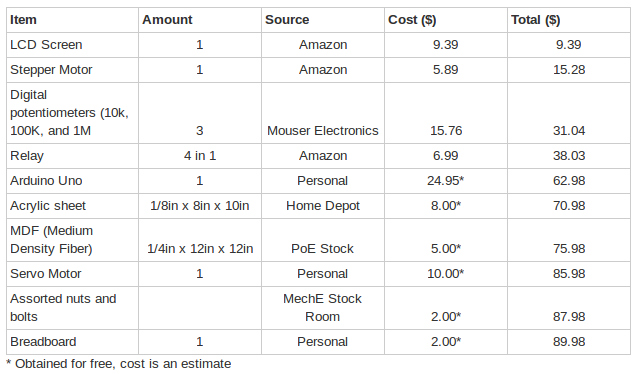 Item Amount Source Cost ($) Total ($)
LCD Screen 1 Amazon 9.39 9.39
Stepper Motor 1 Amazon 5.89 15.28
Digital
potentiometers (10k,
100K, and 1M 3 Mouser Electronics 15.76 31.04
Relay 4 in 1 Amazon 6.99 38.03
Arduino Uno 1 Personal 24.95* 62.98
Acrylic sheet 1/8in x 8in x 10in Home Depot 8.00* 70.98
MDF (Medium
Density Fiber) 1/4in x 12in x 12in PoE Stock 5.00* 75.98
Servo Motor 1 Personal 10.00* 85.98
Assorted nuts and MechE Stock
bolts Room 2.00* 87.98
Breadboard 1 Personal 2.00* 89.98
* Obtained for free, cost is an estimate